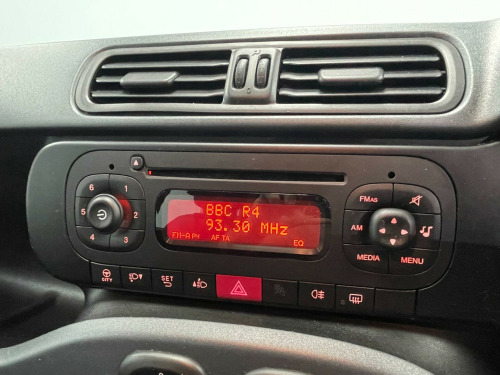 BBC R4
93.30 MHz
FM-A P4 AF TA EQ
6 1
5 2
4 3
FMAS
AM
MEDIA MENU
CITY SET